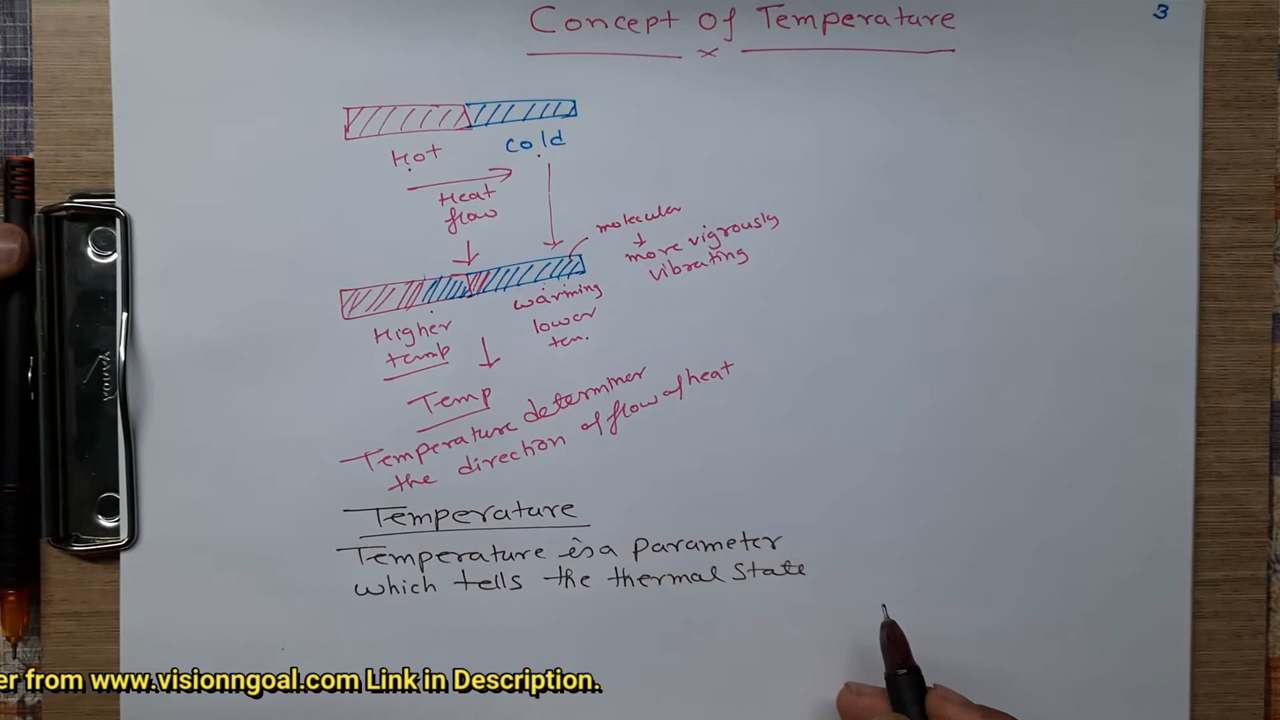 Concept of Temperature
3
Hot
Cold
Heat
flow
molecular
more vigrously
vibrating
Higher
temp
warming
lower
tem.
Temp
Temperature determiner
the direction of flow of heat
Temperature
Temperature is a parameter
which tells the thermal state
er from www.visionngoal.com Link in Description.